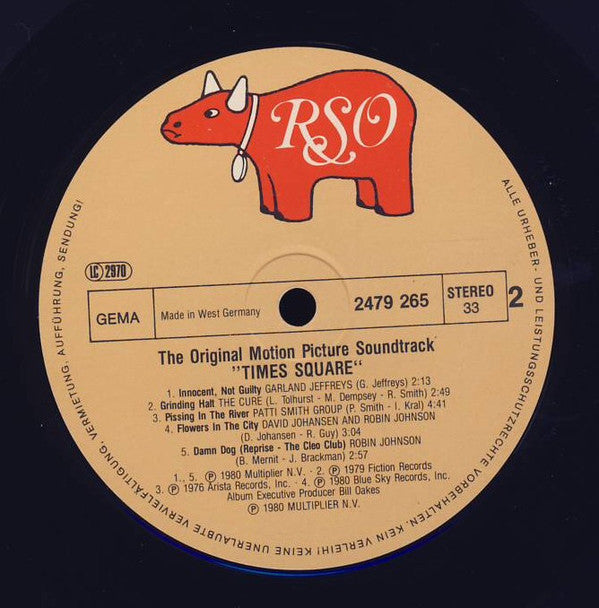 RSO
LC 2970
GEMA
Made in West Germany
2479 265
STEREO
33
2
The Original Motion Picture Soundtrack
"TIMES SQUARE"
1. Innocent, Not Guilty GARLAND JEFFREYS (G. Jeffreys) 2:13
2. Grinding Halt THE CURE (L. Tolhurst - M. Dempsey - R. Smith) 2:49
3. Pissing In The River PATTI SMITH GROUP (P. Smith - I. Kral) 4:41
4. Flowers In The City DAVID JOHANSEN AND ROBIN JOHNSON
(D. Johansen - R. Guy) 3:04
5. Damn Dog (Reprise - The Cleo Club) ROBIN JOHNSON
(B. Mernit - J. Brackman) 2:57
1., 5. ℗ 1980 Multiplier N.V. · 2. ℗ 1979 Fiction Records
3. ℗ 1976 Arista Records, Inc. · 4. ℗ 1980 Blue Sky Records, Inc.
Album Executive Producer Bill Oakes
℗ 1980 MULTIPLIER N.V.
ALLE URHEBER- UND LEISTUNGSSCHUTZRECHTE VORBEHALTEN. KEIN VERLEIH! KEINE UNERLAUBTE VERVIELFÄLTIGUNG, VERMIETUNG, AUFFÜHRUNG, SENDUNG!